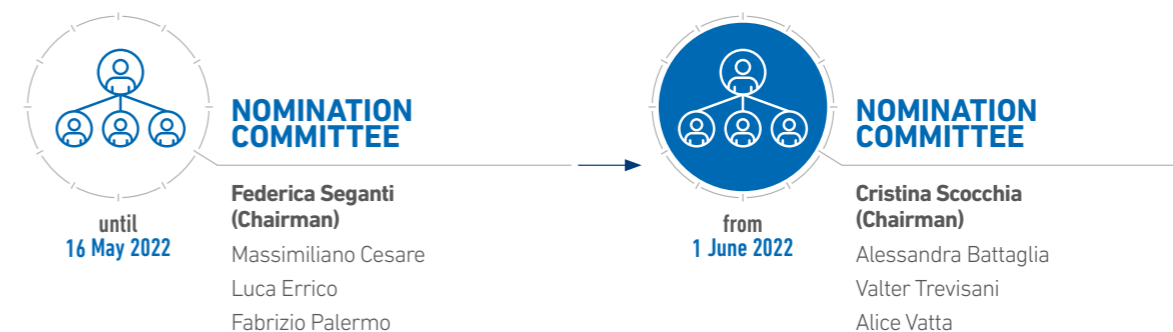 NOMINATION
COMMITTEE
until
16 May 2022
Federica Seganti
(Chairman)
Massimiliano Cesare
Luca Errico
Fabrizio Palermo
NOMINATION
COMMITTEE
from
1 June 2022
Cristina Scocchia
(Chairman)
Alessandra Battaglia
Valter Trevisani
Alice Vatta